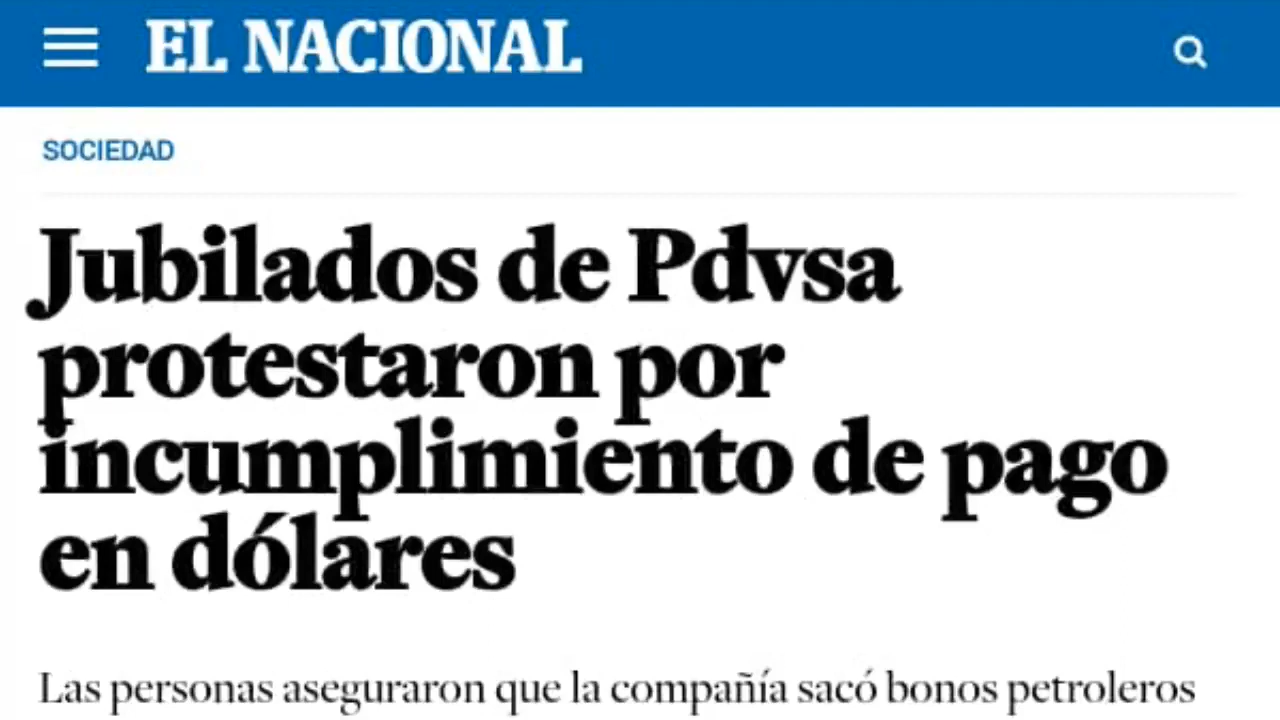 EL NACIONAL
SOCIEDAD
Jubilados de Pdvsa
protestaron por
incumplimiento de pago
en dólares
Las personas aseguraron que la compañía sacó bonos petroleros